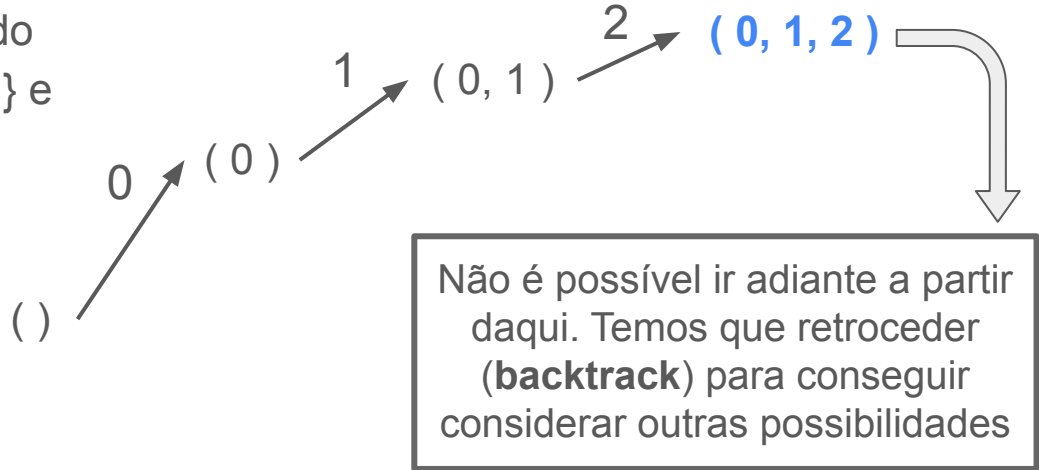 do
} e
2
( 0, 1, 2 )
1
( 0, 1 )
0
( 0 )
( )
Não é possível ir adiante a partir
daqui. Temos que retroceder
(backtrack) para conseguir
considerar outras possibilidades